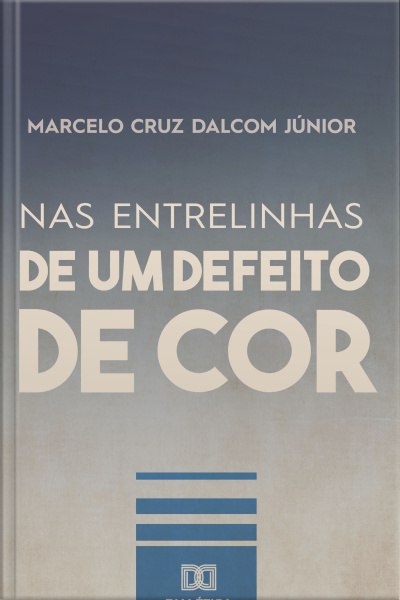 MARCELO CRUZ DALCOM JÚNIOR
NAS ENTRELINHAS
DE UM DEFEITO
DE COR